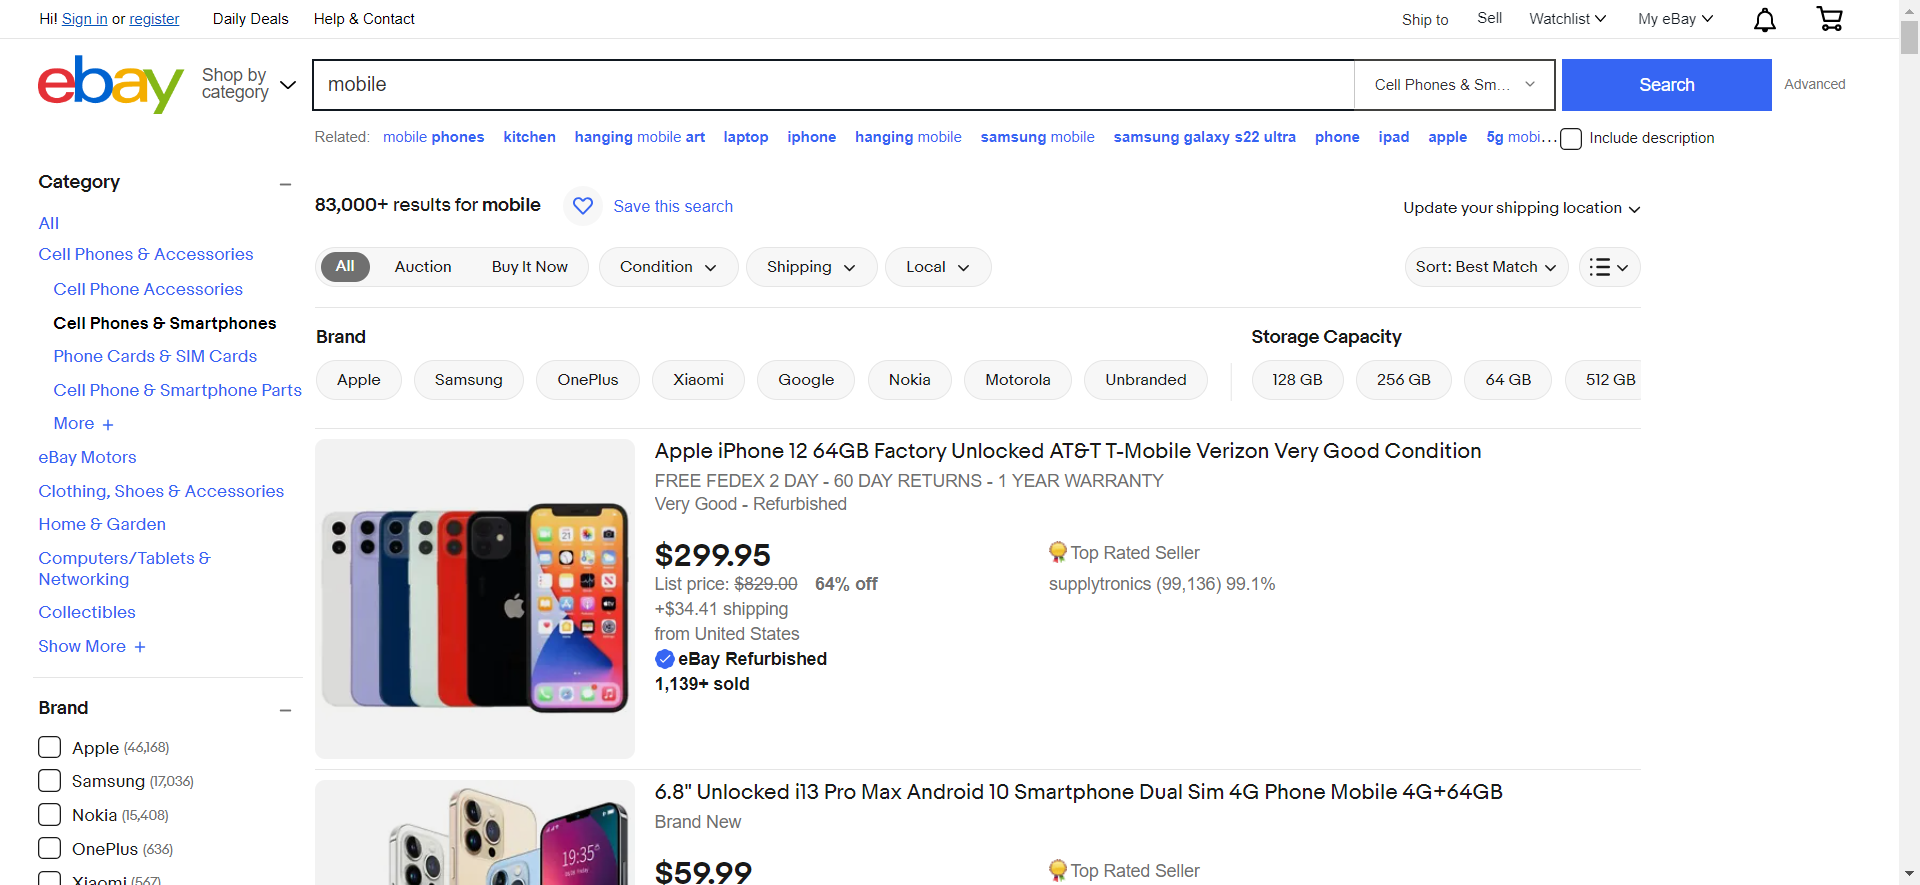 Hi! Sign in or register
Daily Deals
Help & Contact
Ship to
Sell
Watchlist
My eBay
ebay
Shop by category
mobile
Cell Phones & Sm...
Search
Advanced
Related: mobile phones kitchen hanging mobile art laptop iphone hanging mobile samsung mobile samsung galaxy s22 ultra phone ipad apple 5g mobi...
Include description
Category
All
Cell Phones & Accessories
Cell Phone Accessories
Cell Phones & Smartphones
Phone Cards & SIM Cards
Cell Phone & Smartphone Parts
More +
eBay Motors
Clothing, Shoes & Accessories
Home & Garden
Computers/Tablets &
Networking
Collectibles
Show More +
Brand
Apple (46,168)
Samsung (17,036)
Nokia (15,408)
OnePlus (636)
Xiaomi (567)
83,000+ results for mobile
Save this search
Update your shipping location
All
Auction
Buy It Now
Condition
Shipping
Local
Sort: Best Match
Brand
Apple
Samsung
OnePlus
Xiaomi
Google
Nokia
Motorola
Unbranded
Storage Capacity
128 GB
256 GB
64 GB
512 GB
Apple iPhone 12 64GB Factory Unlocked AT&T T-Mobile Verizon Very Good Condition
FREE FEDEX 2 DAY - 60 DAY RETURNS - 1 YEAR WARRANTY
Very Good - Refurbished
$299.95
List price: $829.00 64% off
+$34.41 shipping
from United States
eBay Refurbished
1,139+ sold
Top Rated Seller
supplytronics (99,136) 99.1%
6.8" Unlocked i13 Pro Max Android 10 Smartphone Dual Sim 4G Phone Mobile 4G+64GB
Brand New
$59.99
Top Rated Seller
19:35